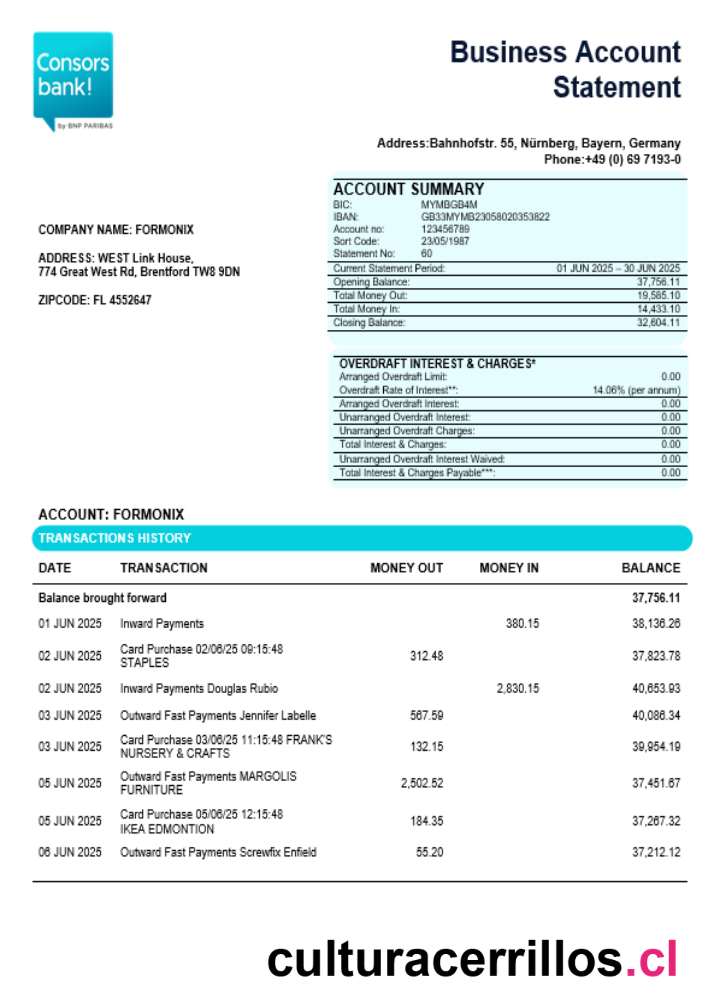 Consors
bank!
by BNP PARIBAS
Business Account
Statement
Address:Bahnhofstr. 55, Nürnberg, Bayern, Germany
Phone:+49 (0) 69 7193-0
COMPANY NAME: FORMONIX
ADDRESS: WEST Link House,
774 Great West Rd, Brentford TW8 9DN
ZIPCODE: FL 4552647
ACCOUNT SUMMARY
BIC: MYMBGB4M
IBAN: GB33MYMB23058020353822
Account no: 123456789
Sort Code: 23/05/1987
Statement No: 60
Current Statement Period: 01 JUN 2025 – 30 JUN 2025
Opening Balance: 37,756.11
Total Money Out: 19,585.10
Total Money In: 14,433.10
Closing Balance: 32,604.11
OVERDRAFT INTEREST & CHARGES*
Arranged Overdraft Limit: 0.00
Overdraft Rate of Interest**: 14.06% (per annum)
Arranged Overdraft Interest: 0.00
Unarranged Overdraft Interest: 0.00
Unarranged Overdraft Charges: 0.00
Total Interest & Charges: 0.00
Unarranged Overdraft Interest Waived: 0.00
Total Interest & Charges Payable***: 0.00
ACCOUNT: FORMONIX
TRANSACTIONS HISTORY
DATE TRANSACTION MONEY OUT MONEY IN BALANCE
Balance brought forward 37,756.11
01 JUN 2025 Inward Payments 380.15 38,136.26
02 JUN 2025 Card Purchase 02/06/25 09:15:48
STAPLES 312.48 37,823.78
02 JUN 2025 Inward Payments Douglas Rubio 2,830.15 40,653.93
03 JUN 2025 Outward Fast Payments Jennifer Labelle 567.59 40,086.34
03 JUN 2025 Card Purchase 03/06/25 11:15:48 FRANK'S
NURSERY & CRAFTS 132.15 39,954.19
05 JUN 2025 Outward Fast Payments MARGOLIS
FURNITURE 2,502.52 37,451.67
05 JUN 2025 Card Purchase 05/06/25 12:15:48
IKEA EDMONTION 184.35 37,267.32
06 JUN 2025 Outward Fast Payments Screwfix Enfield 55.20 37,212.12
culturacerrillos.cl